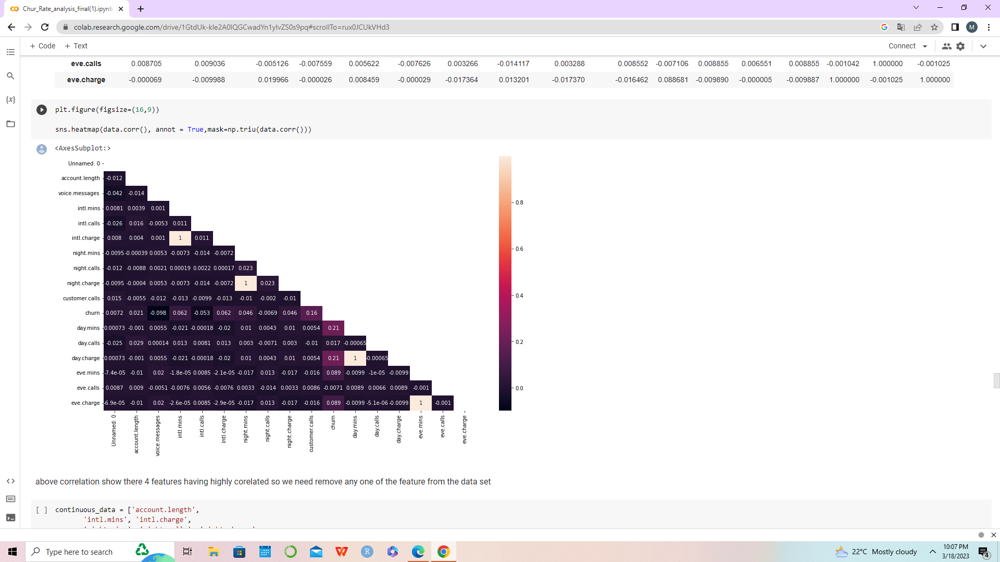 Chur_Rate_analysis_final(1).ipynb
colab.research.google.com/drive/1GtdUk-kIe2A0lQGCwadYn1ylvZS0s9pq#scrollTo=rux0JCUkVHd3
M
+ Code + Text
Connect
eve.calls 0.008705 0.009036 -0.005126 -0.007559 0.005622 -0.007626 0.003266 -0.014117 0.003288 0.008552 -0.007106 0.008855 0.006551 0.008855 -0.001042 1.000000 -0.001025
eve.charge -0.000069 -0.009988 0.019966 -0.000026 0.008459 -0.000029 -0.017364 0.013201 -0.017370 -0.016462 0.088681 -0.009890 -0.000005 -0.009887 1.000000 -0.001025 1.000000
{x}
plt.figure(figsize=(16,9))
sns.heatmap(data.corr(), annot = True,mask=np.triu(data.corr()))
<AxesSubplot:>
Unnamed: 0
account.length -0.012
voice.messages -0.042 -0.014
intl.mins 0.0081 0.0039 0.001
intl.calls -0.026 0.016 -0.0053 0.011
intl.charge 0.008 0.004 0.001 1 0.011
night.mins -0.0095 -0.00039 0.0053 -0.0073 -0.014 -0.0072
night.calls -0.012 -0.0088 0.0021 0.00019 0.0022 0.00017 0.023
night.charge -0.0095 -0.0004 0.0053 -0.0073 -0.014 -0.0072 1 0.023
customer.calls 0.015 -0.0055 -0.012 -0.013 -0.0099 -0.013 -0.01 -0.002 -0.01
churn 0.0072 0.021 -0.098 0.062 -0.053 0.062 0.046 -0.0069 0.046 0.16
day.mins -0.00073 -0.001 0.0055 -0.021 -0.00018 -0.02 0.01 0.0043 0.01 0.0054 0.21
day.calls -0.025 0.029 0.00014 0.013 0.0081 0.013 0.003 -0.0071 0.003 -0.01 0.017 -0.00065
day.charge -0.00073 -0.001 0.0055 -0.021 -0.00018 -0.02 0.01 0.0043 0.01 0.0054 0.21 1 -0.00065
eve.mins -7.4e-05 -0.01 0.02 -1.8e-05 0.0085 -2.1e-05 -0.017 0.013 -0.017 -0.016 0.089 -0.0099 -1e-05 -0.0099
eve.calls 0.0087 0.009 -0.0051 -0.0076 0.0056 -0.0076 0.0033 -0.014 0.0033 0.0086 -0.0071 0.0089 0.0066 0.0089 -0.001
eve.charge -6.9e-05 -0.01 0.02 -2.6e-05 0.0085 -2.9e-05 -0.017 0.013 -0.017 -0.016 0.089 -0.0099 -5.1e-06 -0.0099 1 -0.001
Unnamed: 0 account.length voice.messages intl.mins intl.calls intl.charge night.mins night.calls night.charge customer.calls churn day.mins day.calls day.charge eve.mins eve.calls eve.charge
0.8
0.6
0.4
0.2
0.0
above correlation show there 4 features having highly corelated so we need remove any one of the feature from the data set
[ ] continuous_data = ['account.length',
'intl.mins', 'intl.charge',
Type here to search
22°C Mostly cloudy
10:07 PM
3/18/2023
4